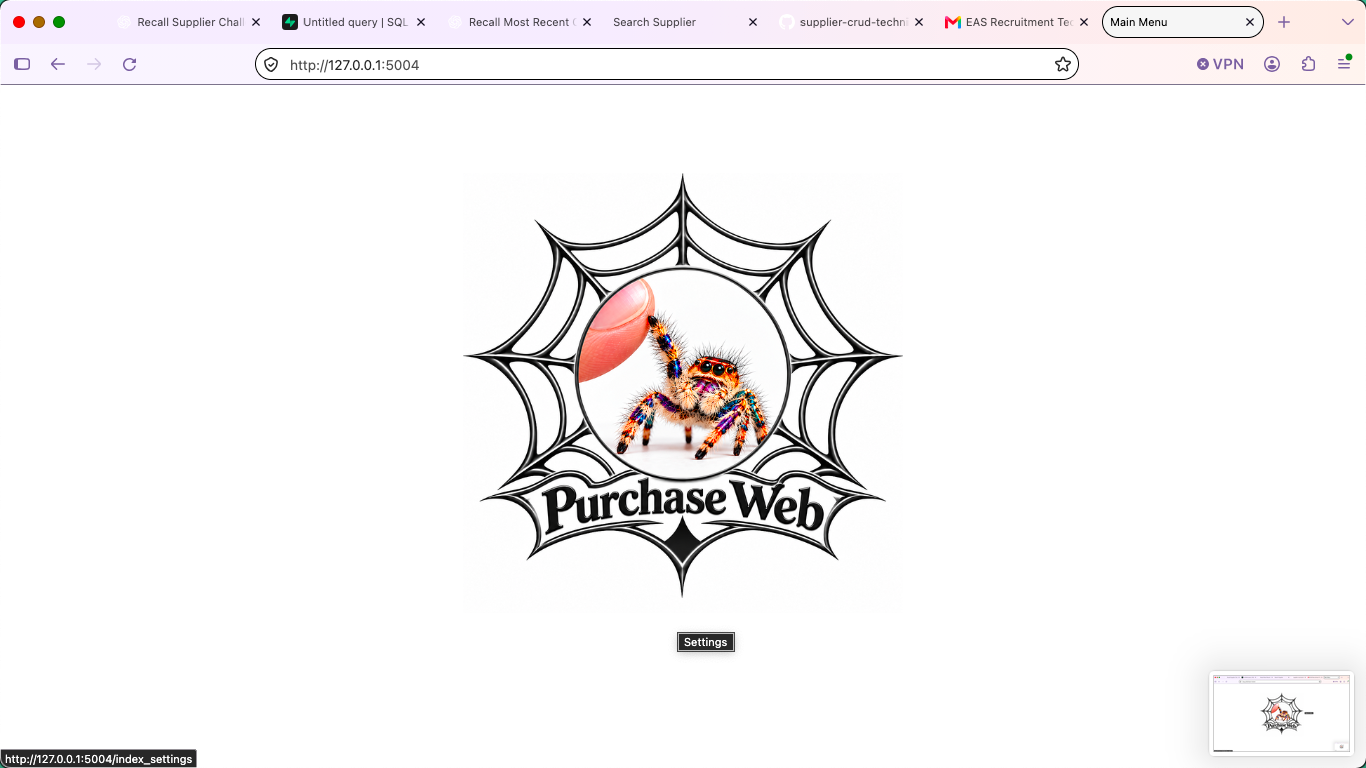 Recall Supplier Chall
Untitled query | SQL
Recall Most Recent
Search Supplier
supplier-crud-techni
EAS Recruitment Tec
Main Menu
http://127.0.0.1:5004
VPN
Purchase Web
Settings
http://127.0.0.1:5004/index_settings